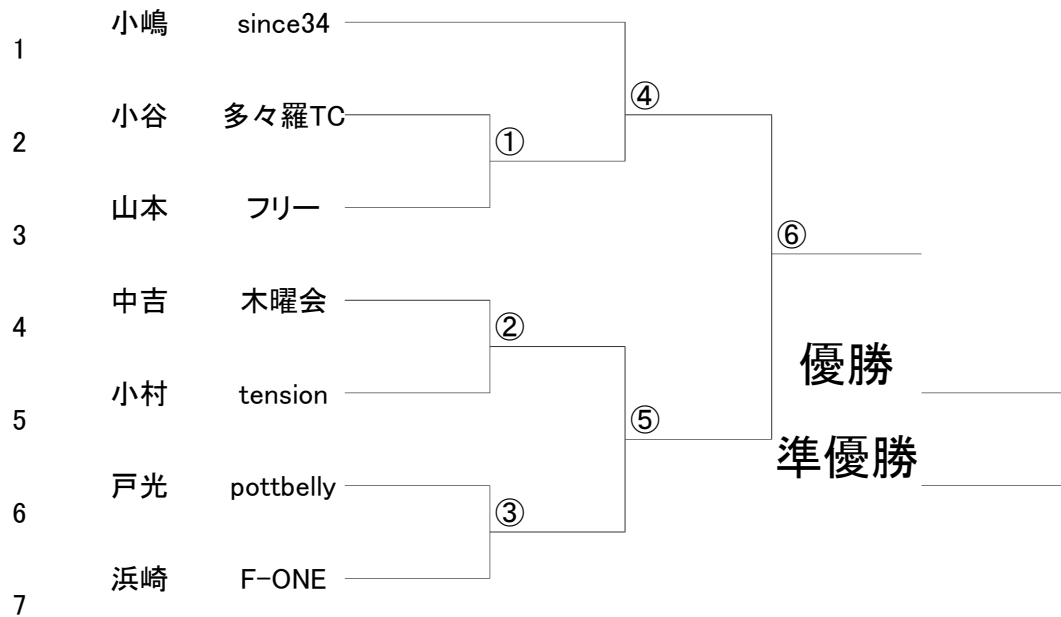 1 小嶋 since34
④
2 小谷 多々羅TC
①
3 山本 フリー
⑥
4 中吉 木曜会
②
優勝
5 小村 tension
⑤
準優勝
6 戸光 pottbelly
③
7 浜崎 F-ONE